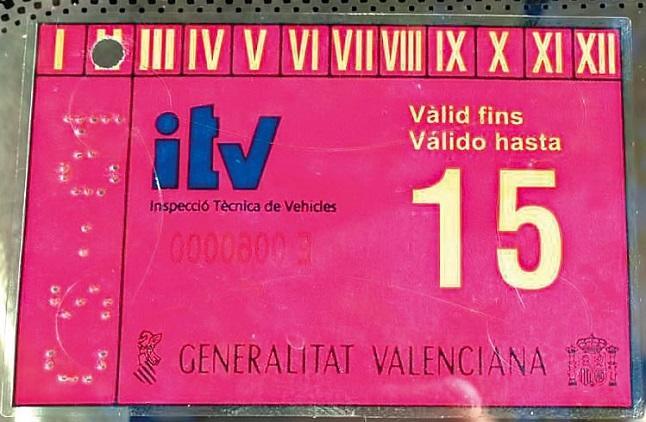 I II III IV V VI VII VIII IX X XI XII
itv
Inspecció Tècnica de Vehicles
Vàlid fins
Válido hasta
15
GENERALITAT VALENCIANA